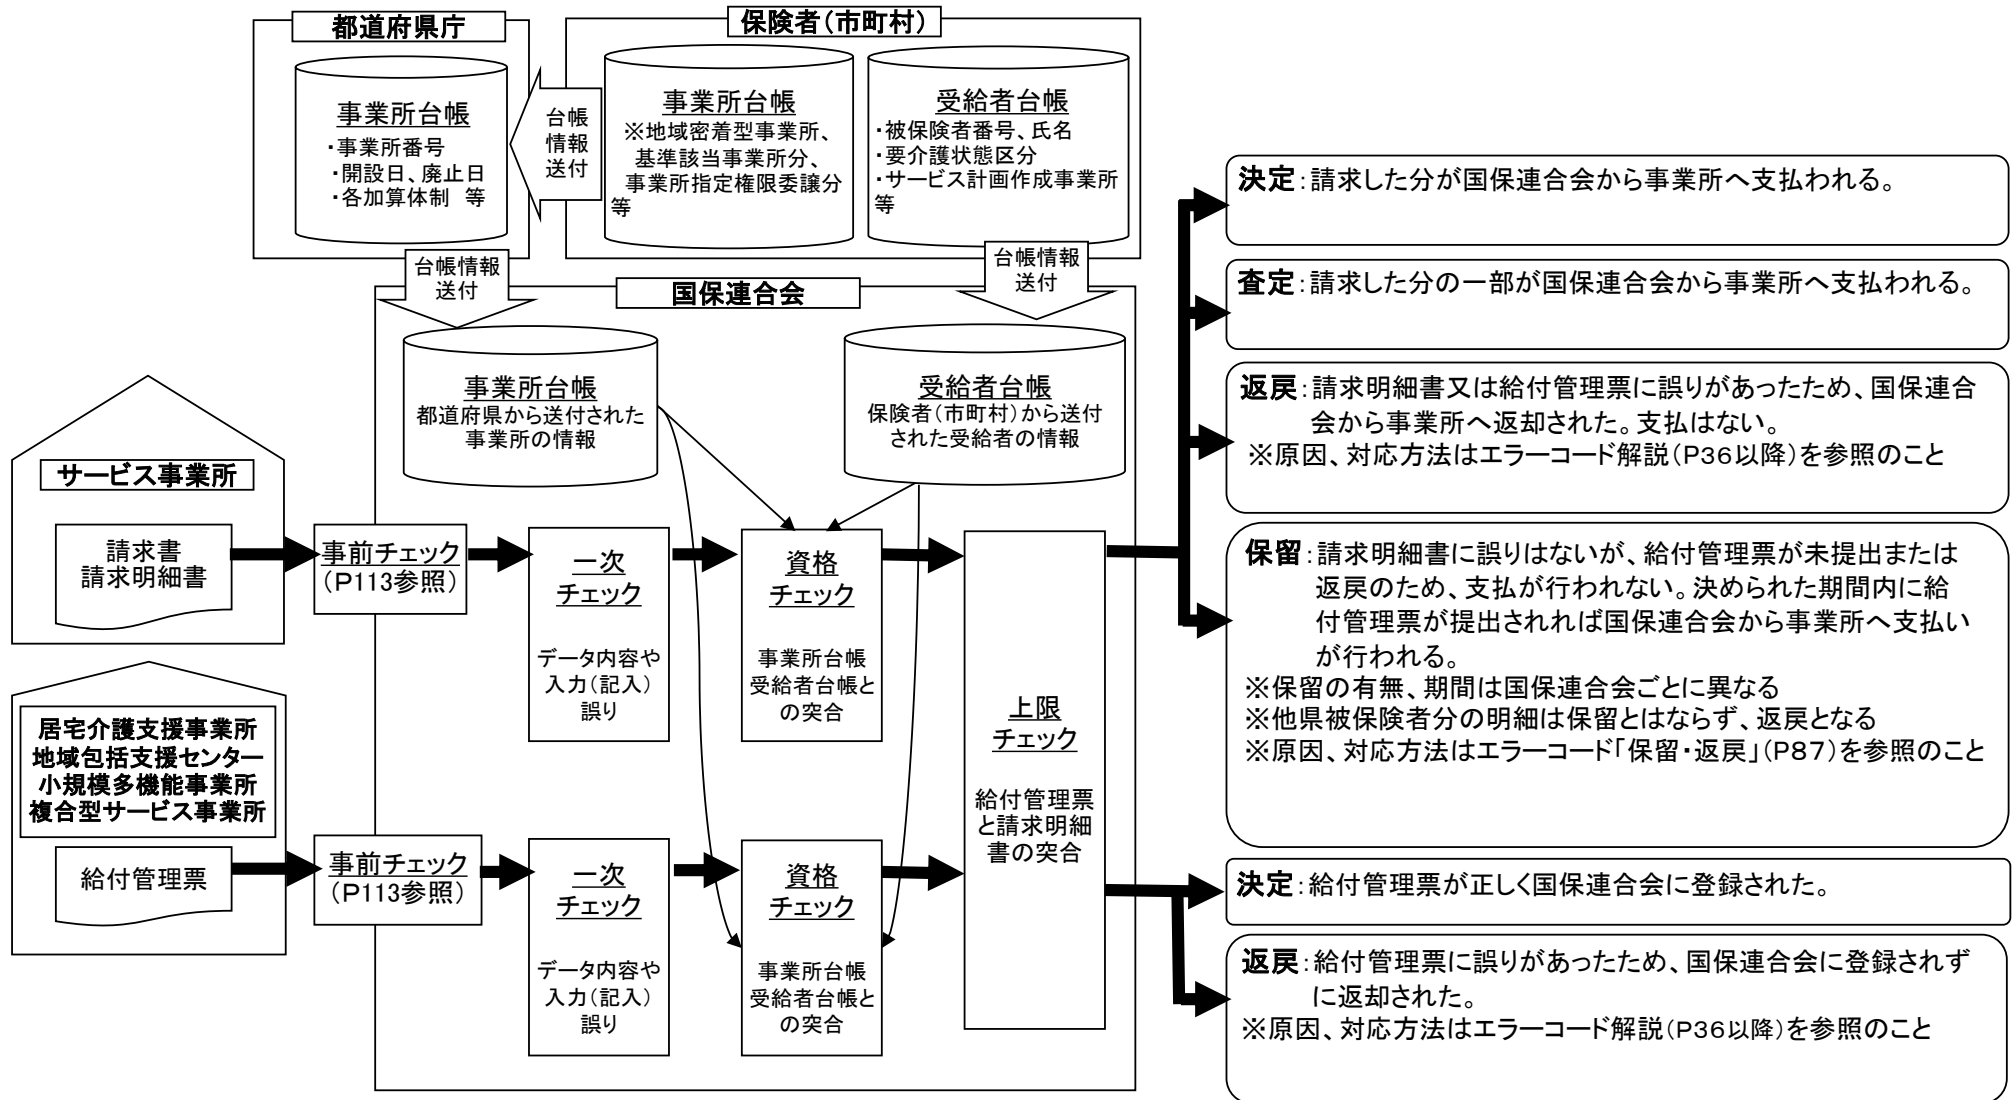 都道府県庁
事業所台帳
・事業所番号
・開設日、廃止日
・各加算体制　等
台帳
情報
送付
保険者（市町村）
事業所台帳
※地域密着型事業所、
基準該当事業所分、
事業所指定権限委譲分
等
受給者台帳
・被保険者番号、氏名
・要介護状態区分
・サービス計画作成事業所
等
台帳情報
送付
台帳情報
送付
国保連合会
事業所台帳
都道府県から送付された
事業所の情報
受給者台帳
保険者（市町村）から送付
された受給者の情報
サービス事業所
請求書
請求明細書
事前チェック
（P113参照）
一次
チェック
データ内容や
入力（記入）
誤り
資格
チェック
事業所台帳
受給者台帳と
の突合
居宅介護支援事業所
地域包括支援センター
小規模多機能事業所
複合型サービス事業所
給付管理票
事前チェック
（P113参照）
一次
チェック
データ内容や
入力（記入）
誤り
資格
チェック
事業所台帳
受給者台帳と
の突合
上限
チェック
給付管理票
と請求明細
書の突合
決定：請求した分が国保連合会から事業所へ支払われる。
査定：請求した分の一部が国保連合会から事業所へ支払われる。
返戻：請求明細書又は給付管理票に誤りがあったため、国保連合
会から事業所へ返却された。支払はない。
※原因、対応方法はエラーコード解説（P36以降）を参照のこと
保留：請求明細書に誤りはないが、給付管理票が未提出または
返戻のため、支払が行われない。決められた期間内に給
付管理票が提出されれば国保連合会から事業所へ支払い
が行われる。
※保留の有無、期間は国保連合会ごとに異なる
※他県被保険者分の明細は保留とはならず、返戻となる
※原因、対応方法はエラーコード「保留・返戻」（P87）を参照のこと
決定：給付管理票が正しく国保連合会に登録された。
返戻：給付管理票に誤りがあったため、国保連合会に登録されず
に返却された。
※原因、対応方法はエラーコード解説（P36以降）を参照のこと